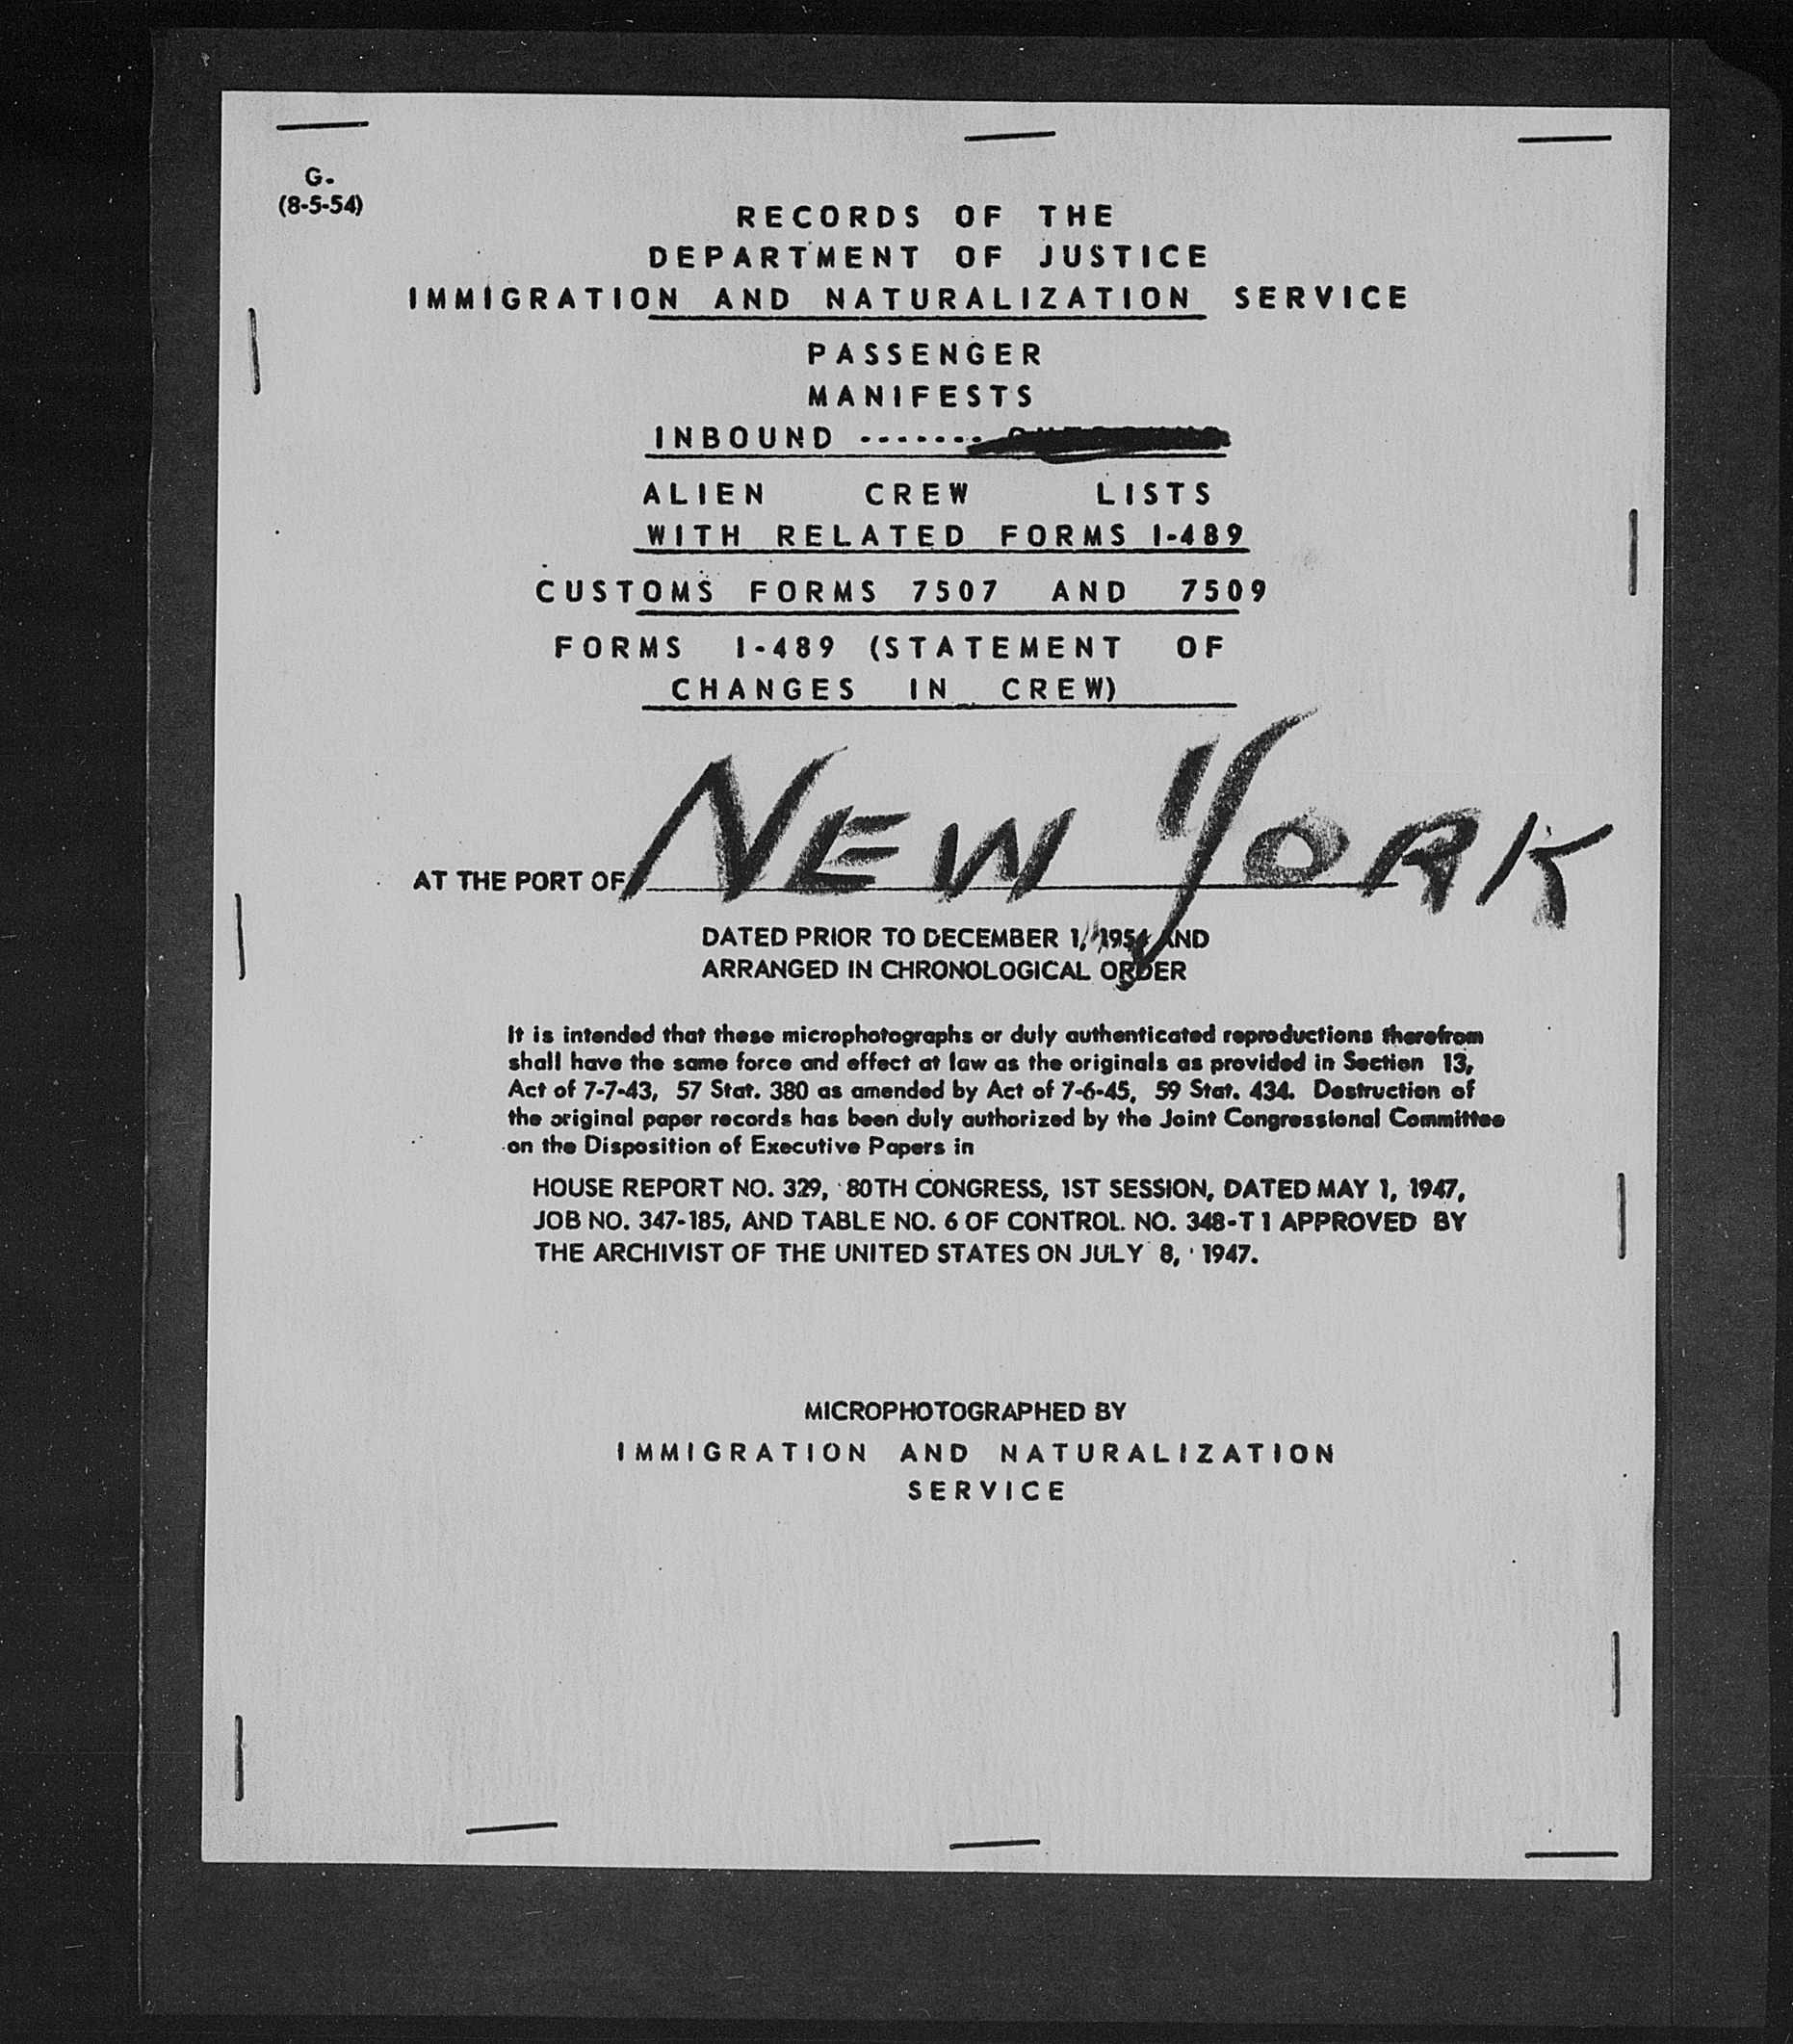 G.
(8-5-54)
RECORDS OF THE
DEPARTMENT OF JUSTICE
IMMIGRATION AND NATURALIZATION SERVICE
PASSENGER
MANIFESTS
INBOUND -------
ALIEN CREW LISTS
WITH RELATED FORMS I-489
CUSTOMS FORMS 7507 AND 7509
FORMS I-489 (STATEMENT OF
CHANGES IN CREW)
AT THE PORT OF NEW YORK
DATED PRIOR TO DECEMBER 1, 1954 AND
ARRANGED IN CHRONOLOGICAL ORDER
It is intended that these microphotographs or duly authenticated reproductions therefrom
shall have the same force and effect at law as the originals as provided in Section 13,
Act of 7-7-43, 57 Stat. 380 as amended by Act of 7-6-45, 59 Stat. 434. Destruction of
the original paper records has been duly authorized by the Joint Congressional Committee
on the Disposition of Executive Papers in
HOUSE REPORT NO. 329, 80TH CONGRESS, 1ST SESSION, DATED MAY 1, 1947,
JOB NO. 347-185, AND TABLE NO. 6 OF CONTROL NO. 348-T1 APPROVED BY
THE ARCHIVIST OF THE UNITED STATES ON JULY 8, 1947.
MICROPHOTOGRAPHED BY
IMMIGRATION AND NATURALIZATION
SERVICE